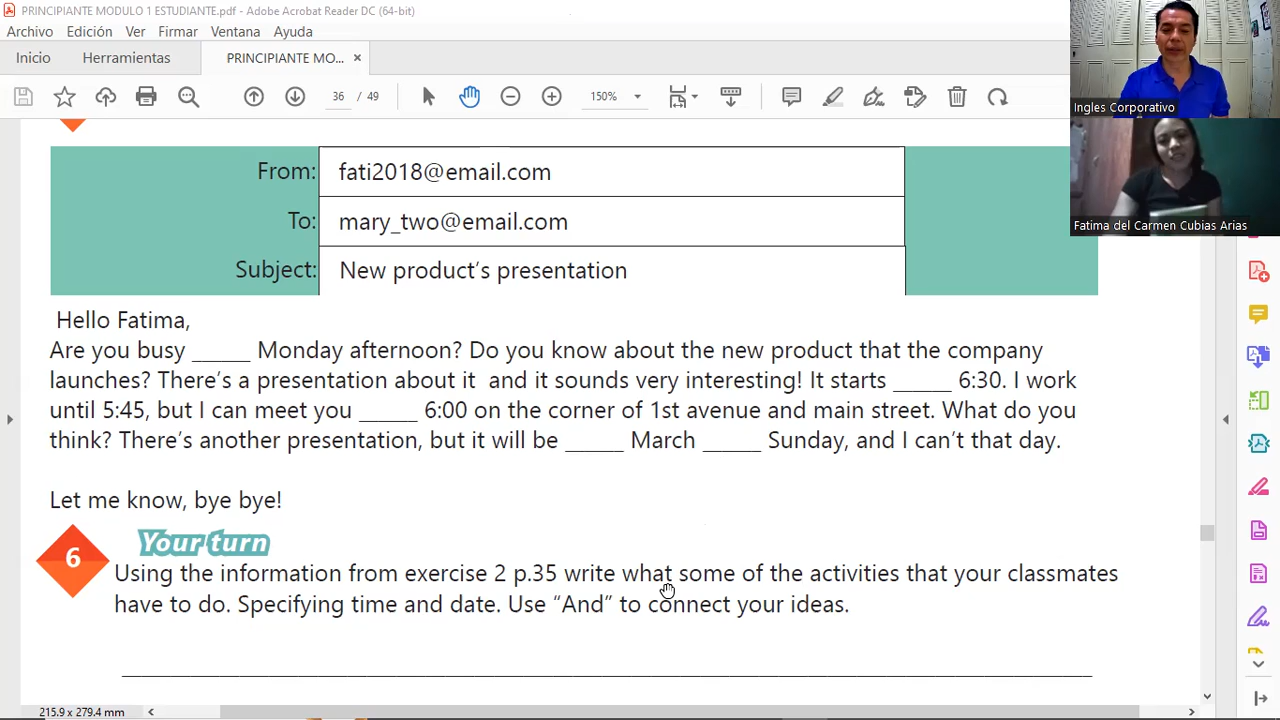 PRINCIPIANTE MODULO 1 ESTUDIANTE.pdf - Adobe Acrobat Reader DC (64-bit)
Archivo Edición Ver Firmar Ventana Ayuda
Inicio Herramientas PRINCIPIANTE MO... ×
36 / 49 150%
Ingles Corporativo
Fatima del Carmen Cubias Arias
From: fati2018@email.com
To: mary_two@email.com
Subject: New product's presentation
Hello Fatima,
Are you busy _____ Monday afternoon? Do you know about the new product that the company
launches? There's a presentation about it and it sounds very interesting! It starts _____ 6:30. I work
until 5:45, but I can meet you _____ 6:00 on the corner of 1st avenue and main street. What do you
think? There's another presentation, but it will be _____ March _____ Sunday, and I can't that day.
Let me know, bye bye!
6 Your turn
Using the information from exercise 2 p.35 write what some of the activities that your classmates
have to do. Specifying time and date. Use "And" to connect your ideas.
215.9 x 279.4 mm